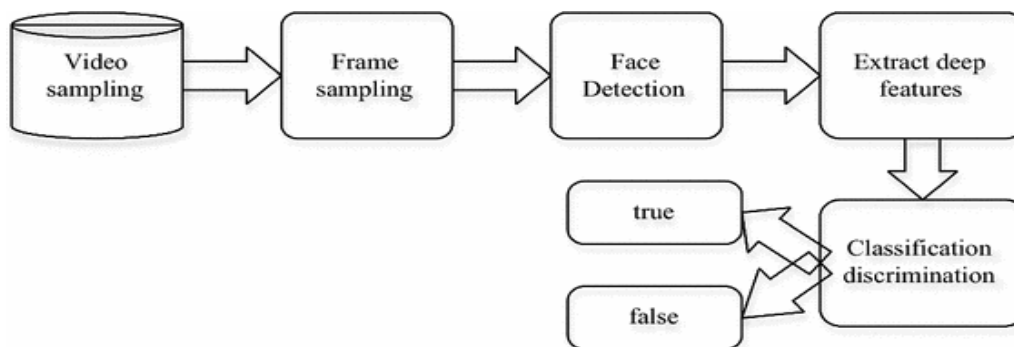 Video
sampling
Frame
sampling
Face
Detection
Extract deep
features
true
Classification
discrimination
false